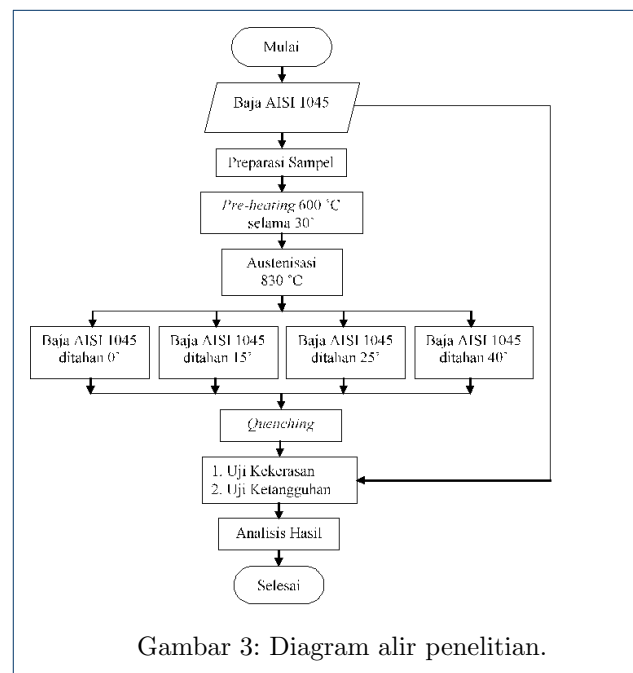 Mulai
Baja AISI 1045
Preparasi Sampel
Pre-heating 600 °C
selama 30`
Austenisasi
830 °C
Baja AISI 1045
ditahan 0`
Baja AISI 1045
ditahan 15`
Baja AISI 1045
ditahan 25`
Baja AISI 1045
ditahan 40`
Quenching
1. Uji Kekerasan
2. Uji Ketangguhan
Analisis Hasil
Selesai
Gambar 3: Diagram alir penelitian.